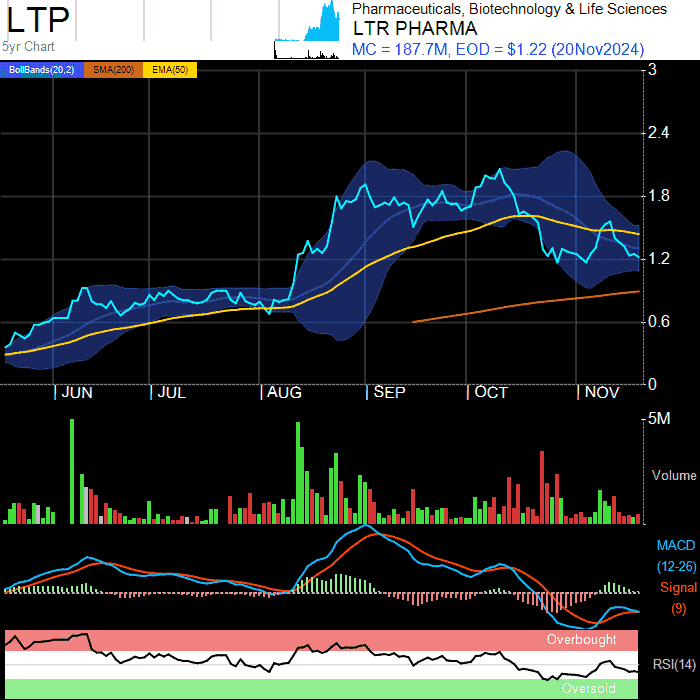 LTP
5yr Chart
Pharmaceuticals, Biotechnology & Life Sciences
LTR PHARMA
MC = 187.7M, EOD = $1.22 (20Nov2024)
BollBands(20,2) SMA(200) EMA(50)
3
2.4
1.8
1.2
0.6
0
JUN JUL AUG SEP OCT NOV
5M
Volume
MACD
(12-26)
Signal
(9)
Overbought
RSI(14)
Oversold